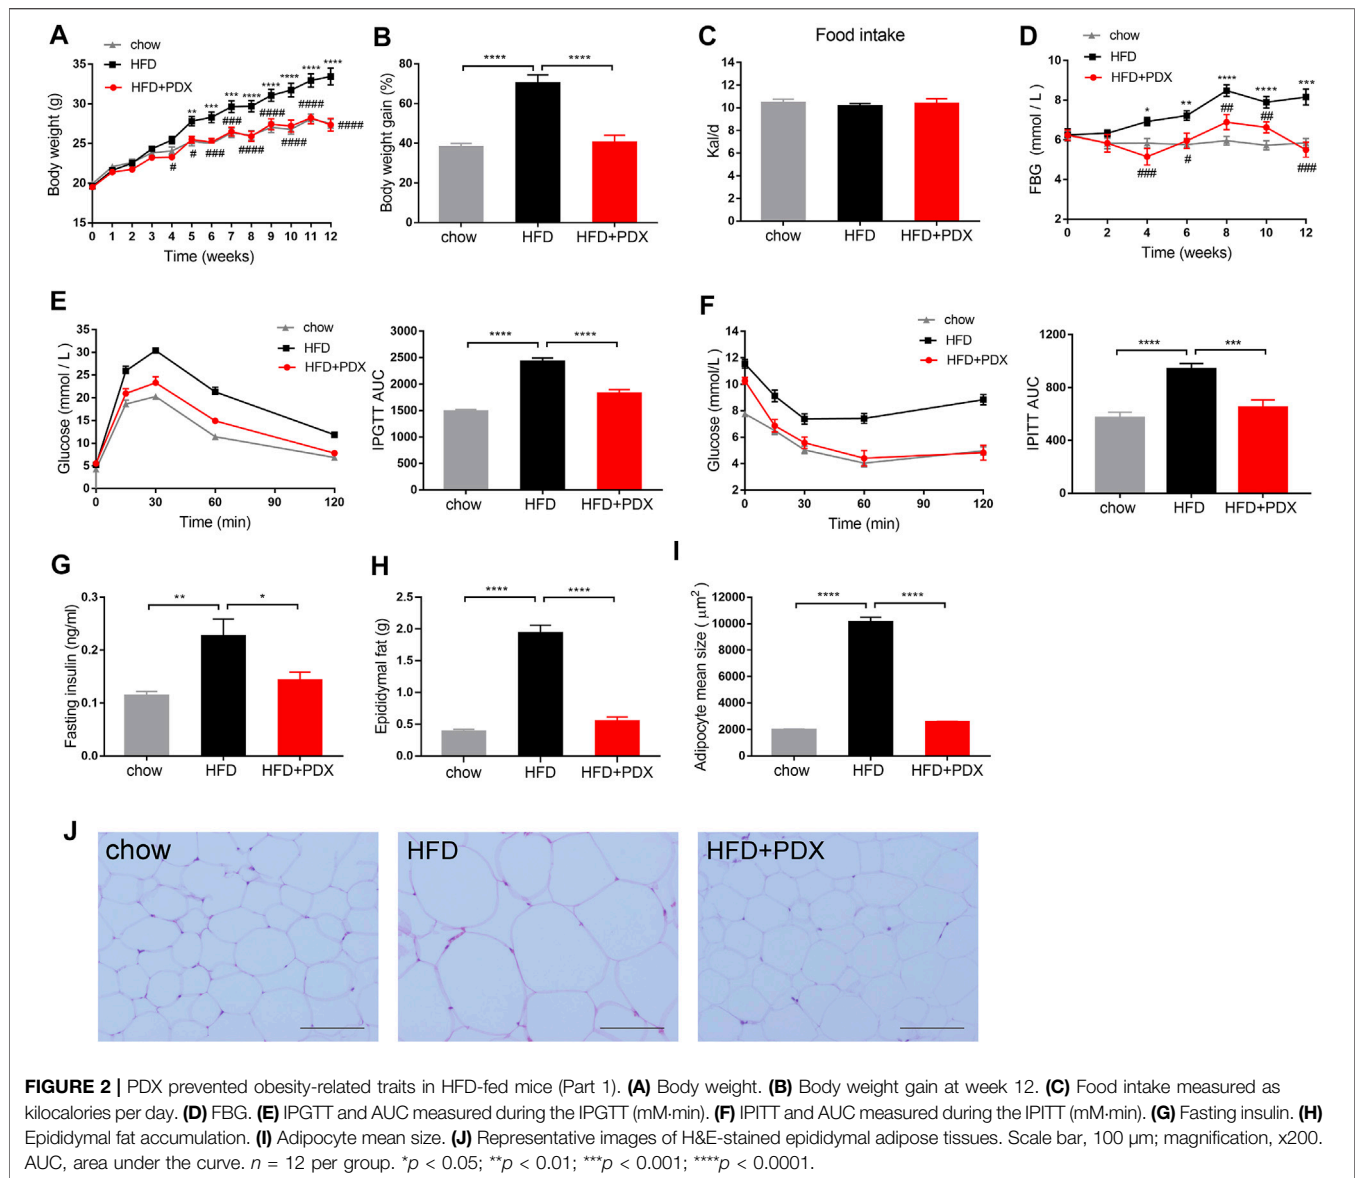 A
chow
HFD
HFD+PDX
Body weight (g)
35
31
27
23
19
15
** *** *** **** **** **** **** ****
# # ### ### #### #### #### #### ####
0 1 2 3 4 5 6 7 8 9 10 11 12
Time (weeks)
B
Body weight gain (%)
80
60
40
20
0
**** ****
chow HFD HFD+PDX
C
Food intake
Kal/d
14
12
10
8
6
4
2
0
chow HFD HFD+PDX
D
chow
HFD
HFD+PDX
FBG (mmol / L)
10
8
6
4
2
* ** **** **** ***
### # ## ## ###
0 2 4 6 8 10 12
Time (weeks)
E
chow
HFD
HFD+PDX
Glucose (mmol / L )
35
30
25
20
15
10
5
0
0 30 60 90 120
Time (min)
IPGTT AUC
3000
2500
2000
1500
1000
500
0
**** ****
chow HFD HFD+PDX
F
chow
HFD
HFD+PDX
Glucose (mmol/L )
14
12
10
8
6
4
2
0 30 60 90 120
Time (min)
IPITT AUC
1200
800
400
0
**** ***
chow HFD HFD+PDX
G
Fasting insulin (ng/ml)
0.3
0.2
0.1
0.0
** *
chow HFD HFD+PDX
H
Epididymal fat (g)
2.5
2.0
1.5
1.0
0.5
0.0
**** ****
chow HFD HFD+PDX
I
Adipocyte mean size ( μm²)
12000
10000
8000
6000
4000
2000
0
**** ****
chow HFD HFD+PDX
J
chow
HFD
HFD+PDX
FIGURE 2 | PDX prevented obesity-related traits in HFD-fed mice (Part 1). (A) Body weight. (B) Body weight gain at week 12. (C) Food intake measured as
kilocalories per day. (D) FBG. (E) IPGTT and AUC measured during the IPGTT (mM·min). (F) IPITT and AUC measured during the IPITT (mM·min). (G) Fasting insulin. (H)
Epididymal fat accumulation. (I) Adipocyte mean size. (J) Representative images of H&E-stained epididymal adipose tissues. Scale bar, 100 μm; magnification, x200.
AUC, area under the curve. n = 12 per group. *p < 0.05; **p < 0.01; ***p < 0.001; ****p < 0.0001.